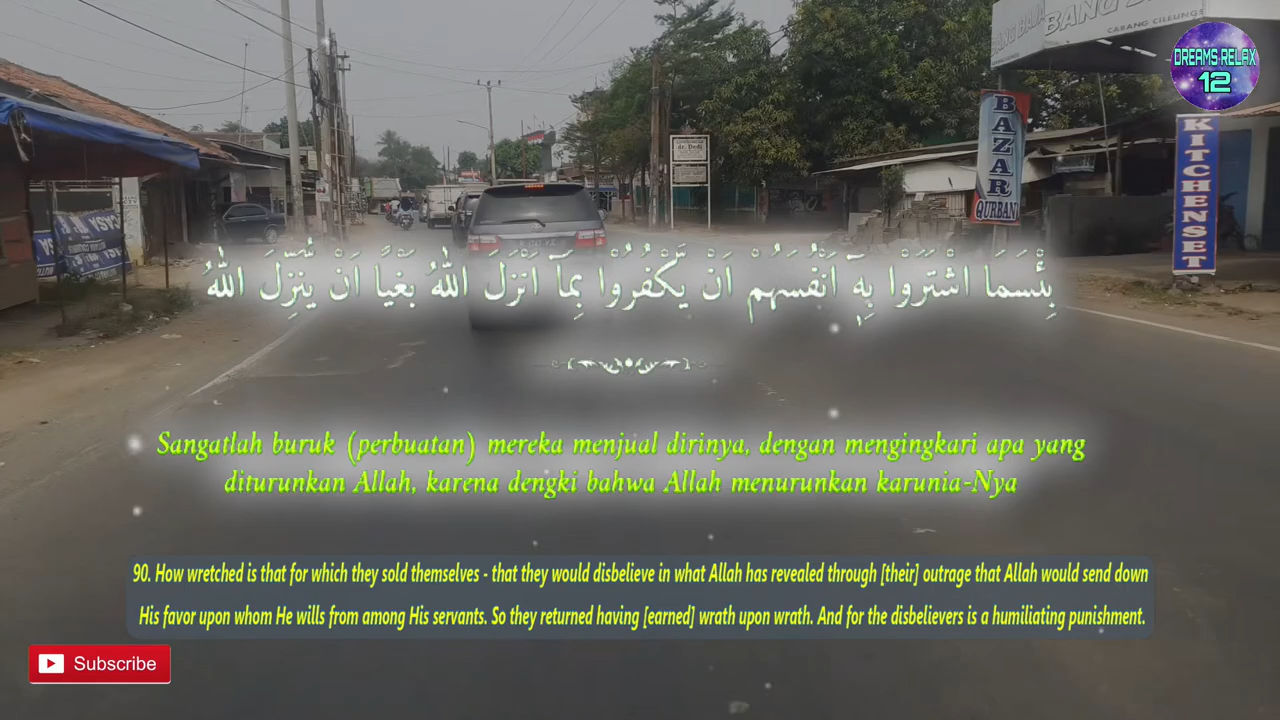 BANG BALI
BANG B
CABANG CILEUNGSI
DREAMS RELAX
12
BAZAR
QURBAN
KITCHENSET
dr. Dedi
بِئْسَمَا اشْتَرَوْا بِهٖٓ اَنْفُسَهُمْ اَنْ يَّكْفُرُوْا بِمَآ اَنْزَلَ اللّٰهُ بَغْيًا اَنْ يُّنَزِّلَ اللّٰهُ
Sangatlah buruk (perbuatan) mereka menjual dirinya, dengan mengingkari apa yang
diturunkan Allah, karena dengki bahwa Allah menurunkan karunia-Nya
90. How wretched is that for which they sold themselves - that they would disbelieve in what Allah has revealed through [their] outrage that Allah would send down
His favor upon whom He wills from among His servants. So they returned having [earned] wrath upon wrath. And for the disbelievers is a humiliating punishment.
Subscribe